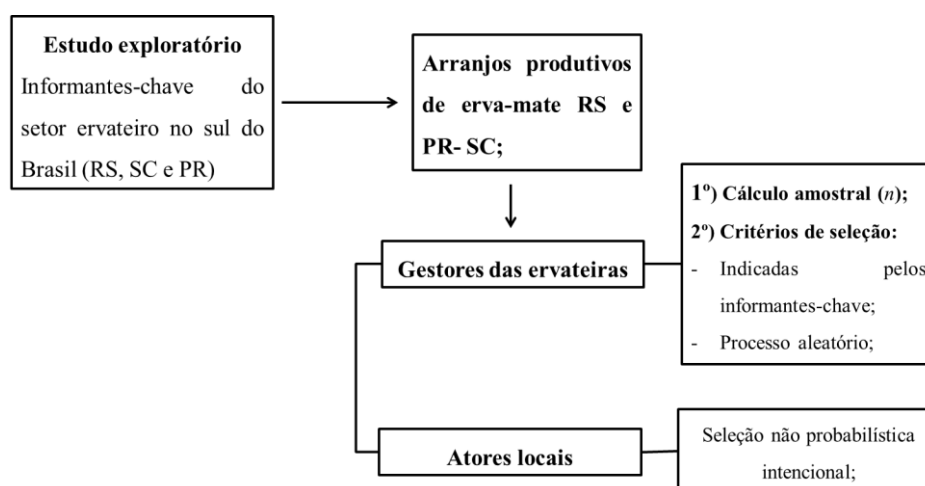 Estudo exploratório
Informantes-chave do
setor ervateiro no sul do
Brasil (RS, SC e PR)
Arranjos produtivos
de erva-mate RS e
PR- SC;
Gestores das ervateiras
1º) Cálculo amostral (n);
2º) Critérios de seleção:
- Indicadas pelos
informantes-chave;
- Processo aleatório;
Atores locais
Seleção não probabilística
intencional;